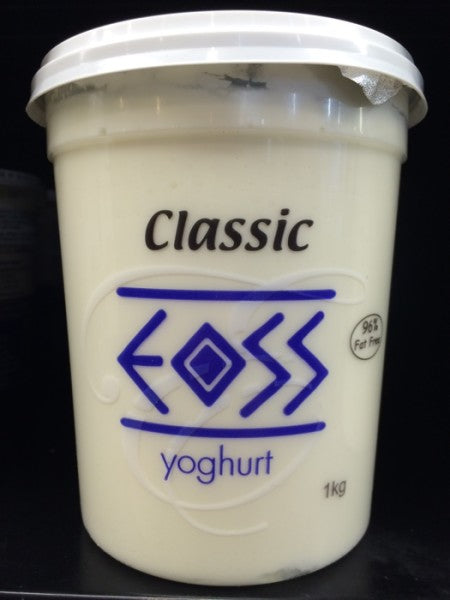 Classic
EOSS
yoghurt
96%
Fat Free
1kg